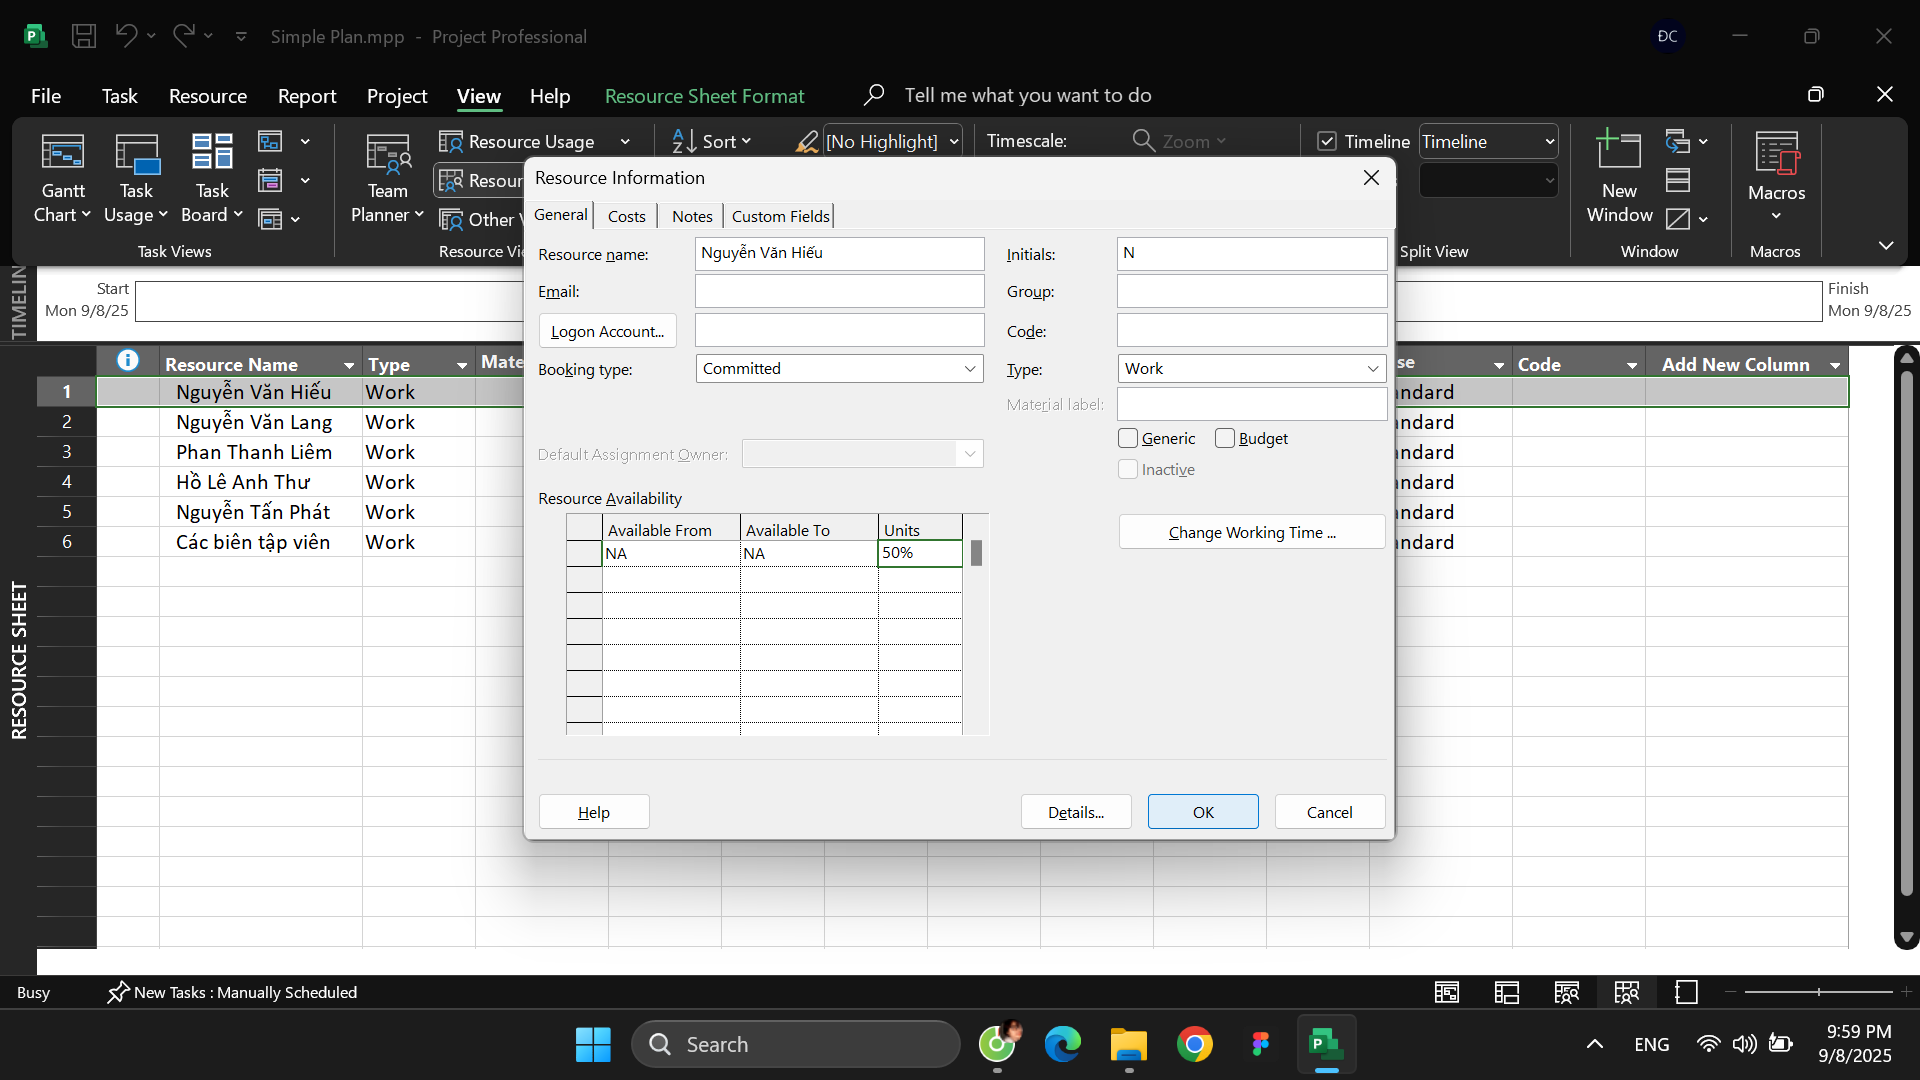 Simple Plan.mpp - Project Professional
ĐC
File Task Resource Report Project View Help Resource Sheet Format Tell me what you want to do
Gantt Chart
Task Usage
Task Board
Task Views
Team Planner
Resource Usage
Resour
Other
Resource Vi
Sort
[No Highlight]
Timescale:
Zoom
Timeline
Timeline
Split View
New Window
Window
Macros
Macros
TIMELIN
Start
Mon 9/8/25
Finish
Mon 9/8/25
Resource Information
General Costs Notes Custom Fields
Resource name: Nguyễn Văn Hiếu Initials: N
Email: Group:
Logon Account... Code:
Booking type: Committed Type: Work
Material label:
Generic Budget
Default Assignment Owner:
Inactive
Resource Availability
Available From Available To Units
NA NA 50%
Change Working Time ...
Help Details... OK Cancel
RESOURCE SHEET
Resource Name Type Mate se Code Add New Column
1 Nguyễn Văn Hiếu Work ndard
2 Nguyễn Văn Lang Work ndard
3 Phan Thanh Liêm Work ndard
4 Hồ Lê Anh Thư Work ndard
5 Nguyễn Tấn Phát Work ndard
6 Các biên tập viên Work ndard
Busy New Tasks : Manually Scheduled
Search
ENG
9:59 PM
9/8/2025